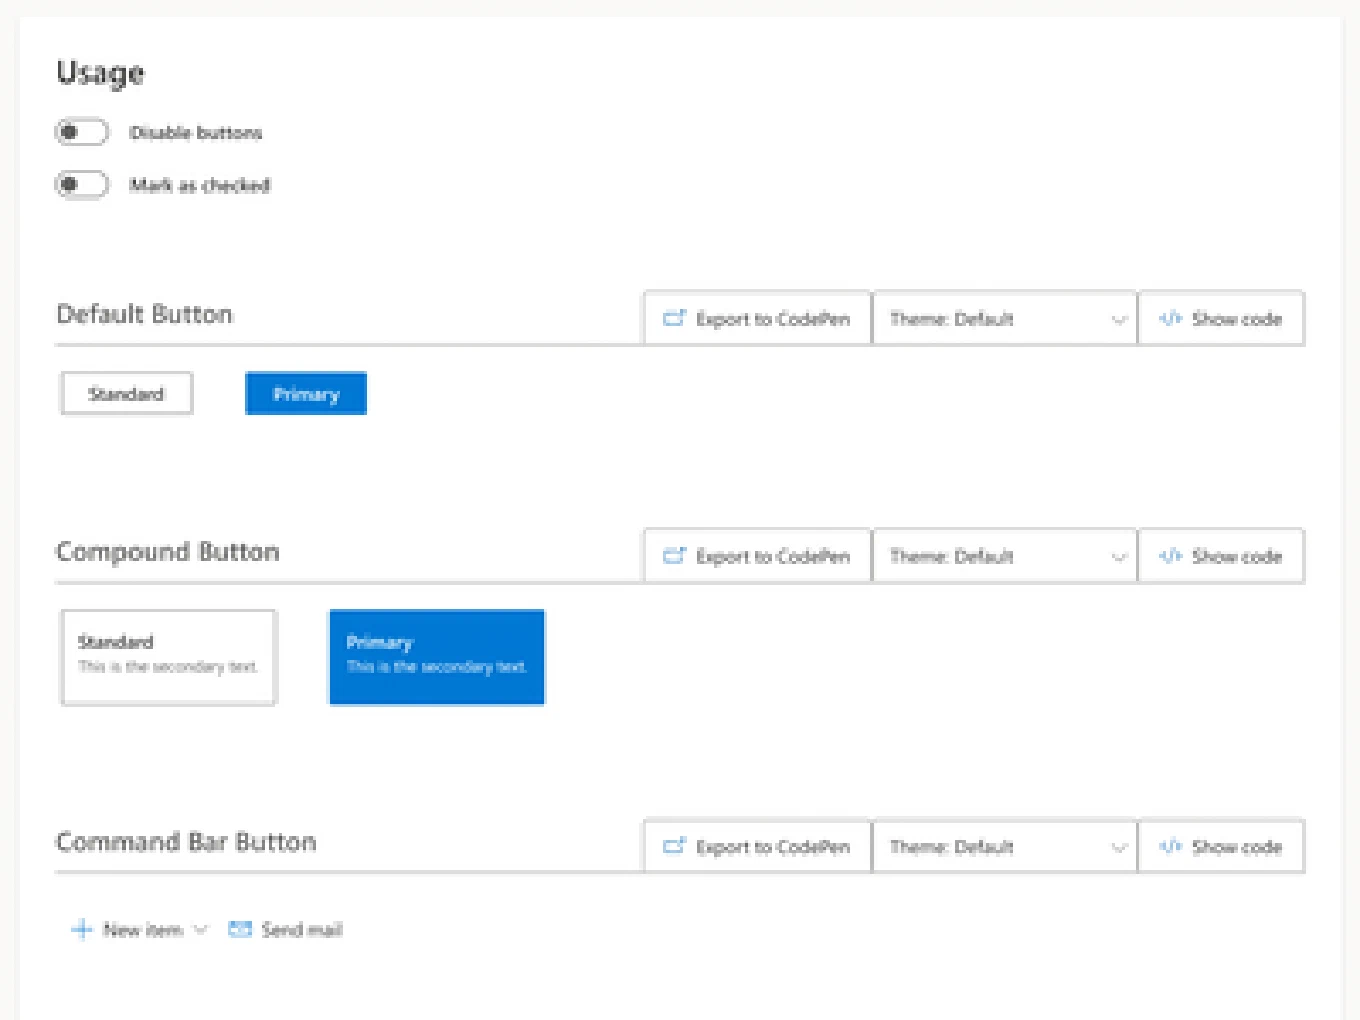 Usage
Disable buttons
Mark as checked
Default Button
Export to CodePen
Theme: Default
Show code
Standard
Primary
Compound Button
Export to CodePen
Theme: Default
Show code
Standard
This is the secondary text.
Primary
This is the secondary text.
Command Bar Button
Export to CodePen
Theme: Default
Show code
New item
Send mail